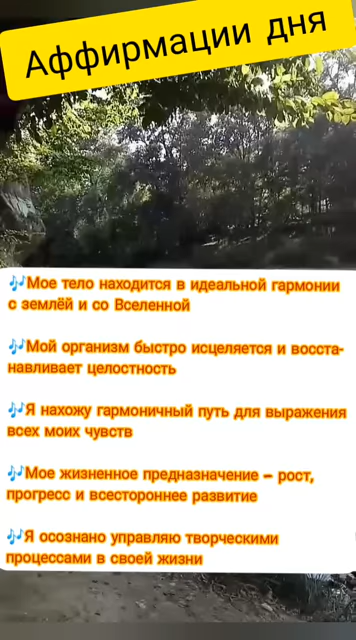 Аффирмации дня
🎶Мое тело находится в идеальной гармонии
с землёй и со Вселенной
🎶Мой организм быстро исцеляется и восста-
навливает целостность
🎶Я нахожу гармоничный путь для выражения
всех моих чувств
🎶Мое жизненное предназначение – рост,
прогресс и всестороннее развитие
🎶Я осознано управляю творческими
процессами в своей жизни